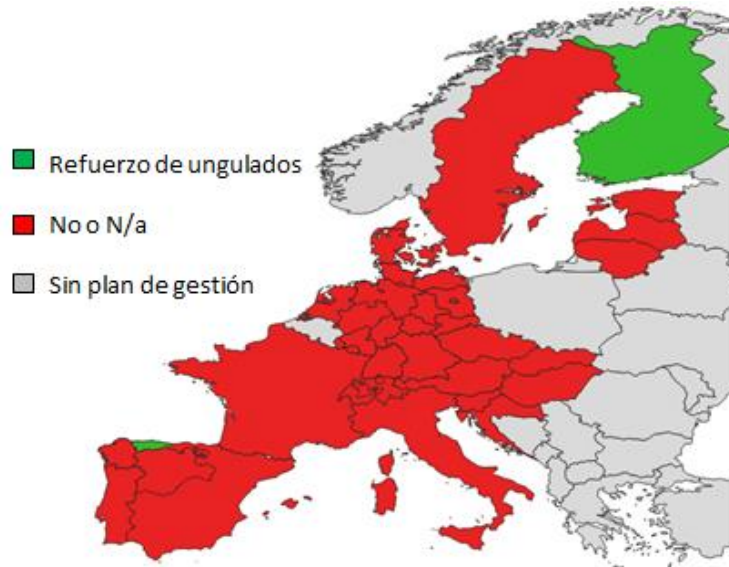 Refuerzo de ungulados
No o N/a
Sin plan de gestión